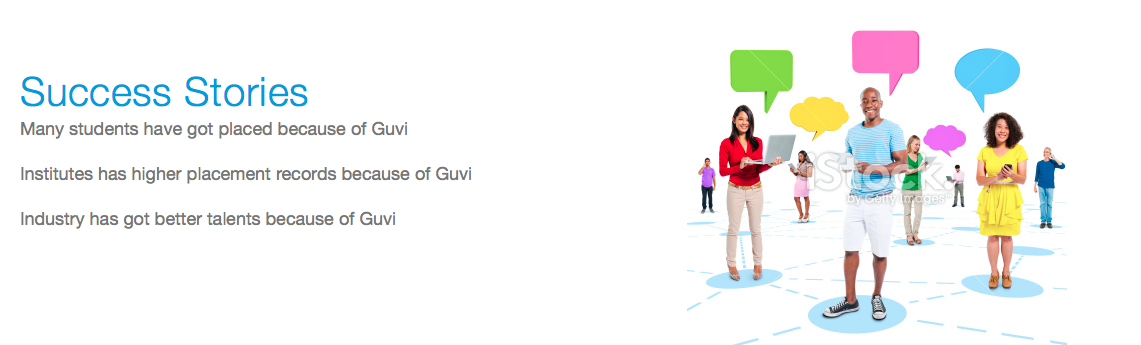 Success Stories
Many students have got placed because of Guvi
Institutes has higher placement records because of Guvi
Industry has got better talents because of Guvi
iStock.
by Getty Images™